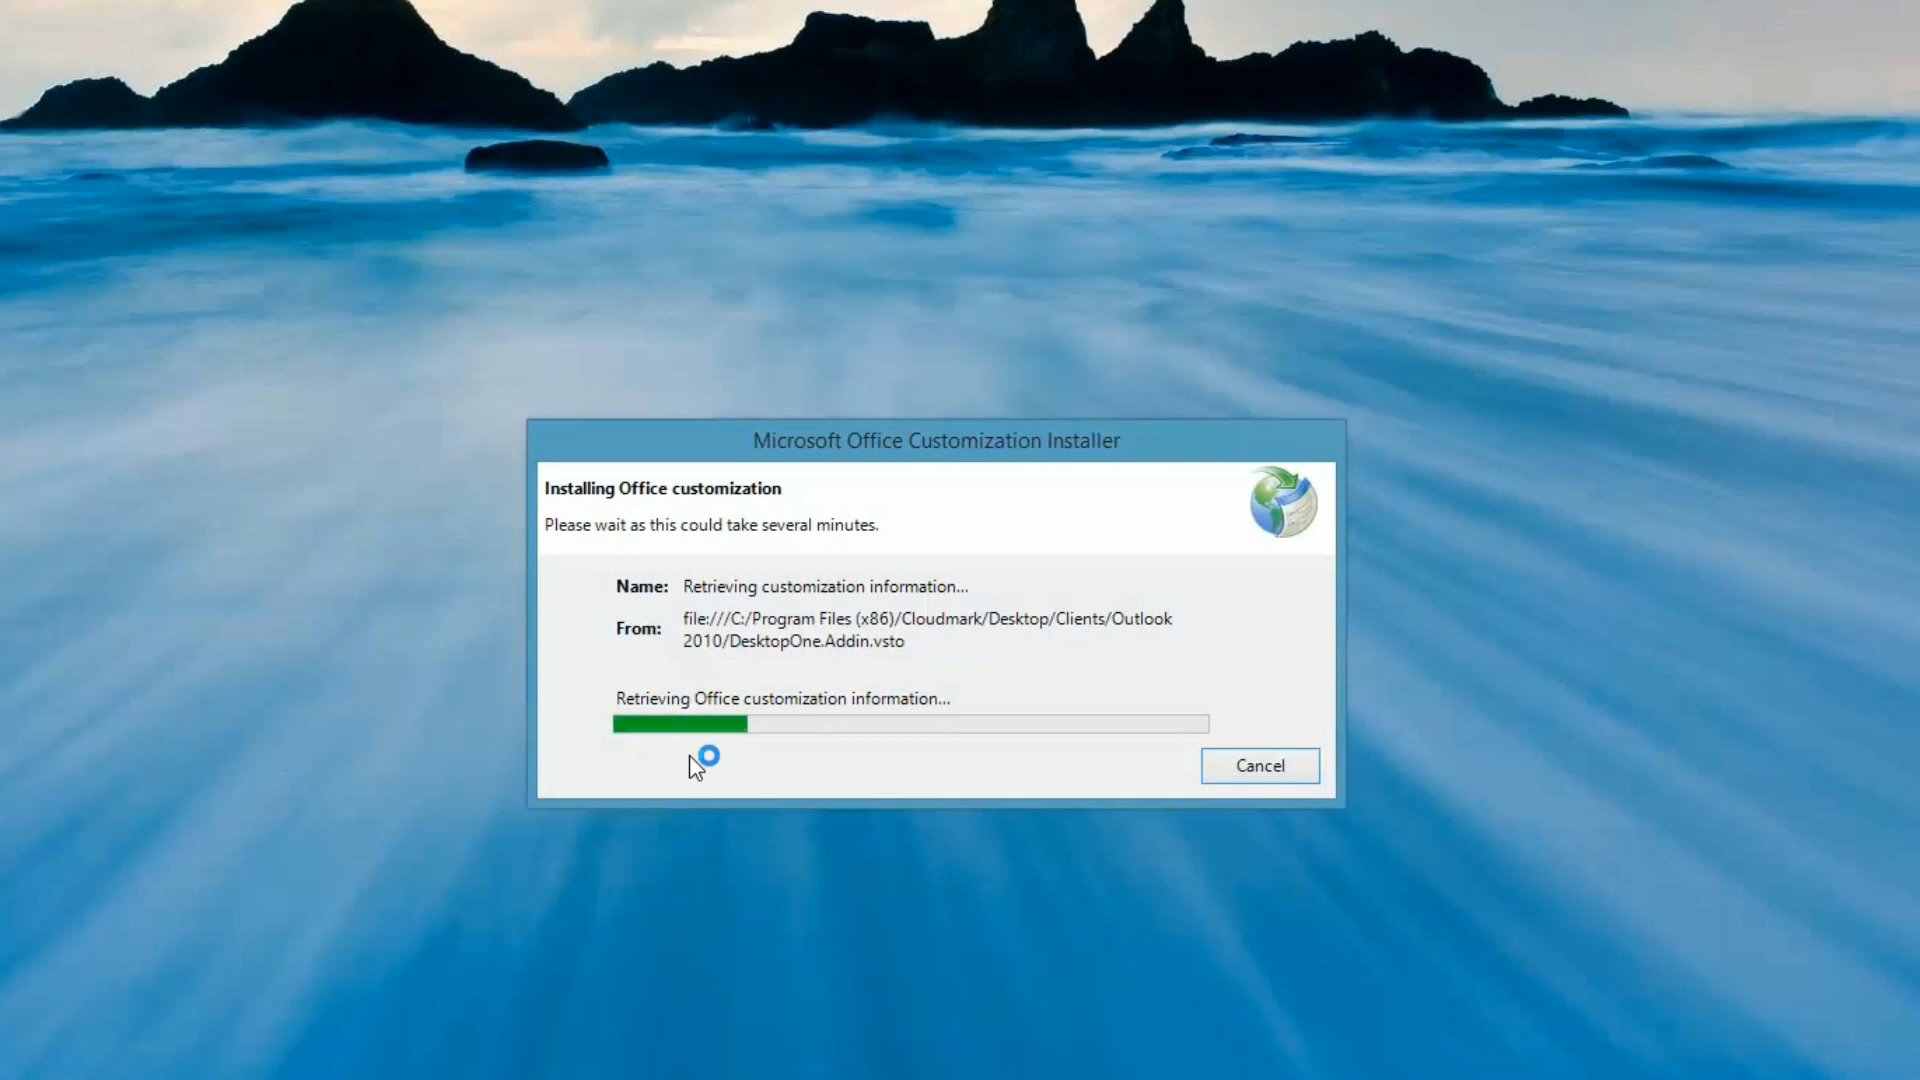 Microsoft Office Customization Installer
Installing Office customization
Please wait as this could take several minutes.
Name: Retrieving customization information...
From: file:///C:/Program Files (x86)/Cloudmark/Desktop/Clients/Outlook
2010/DesktopOne.Addin.vsto
Retrieving Office customization information...
Cancel